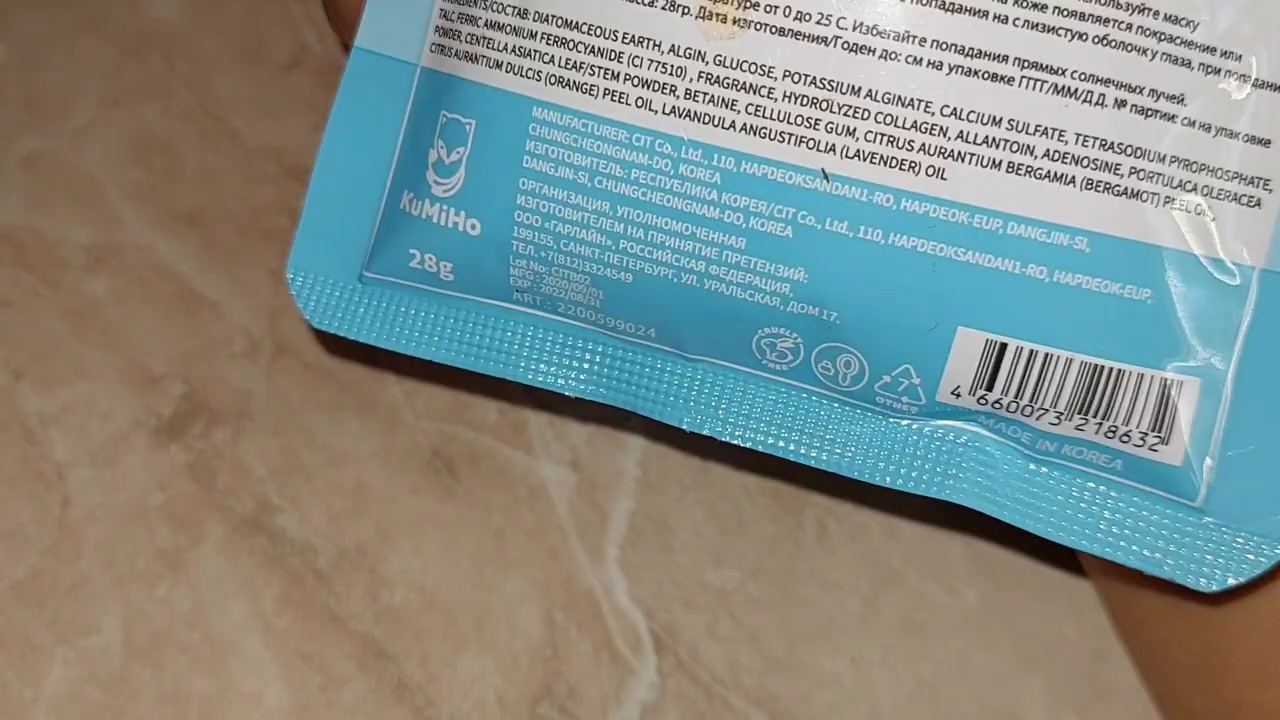 используйте маску
на коже появляется покраснение или
попадания на слизистую оболочку глаза, при попадании
от 0 до 25 С. Избегайте попадания прямых солнечных лучей.
28гр. Дата изготовления/Годен до: см на упаковке ГГГГ/ММ/ДД. № партии: см на упаковке
INGREDIENTS/СОСТАВ: DIATOMACEOUS EARTH, ALGIN, GLUCOSE, POTASSIUM ALGINATE, CALCIUM SULFATE, TETRASODIUM PYROPHOSPHATE,
TALC, FERRIC AMMONIUM FERROCYANIDE (CI 77510) , FRAGRANCE, HYDROLYZED COLLAGEN, ALLANTOIN, ADENOSINE, PORTULACA OLERACEA
POWDER, CENTELLA ASIATICA LEAF/STEM POWDER, BETAINE, CELLULOSE GUM, CITRUS AURANTIUM BERGAMIA (BERGAMOT) PEEL OIL,
CITRUS AURANTIUM DULCIS (ORANGE) PEEL OIL, LAVANDULA ANGUSTIFOLIA (LAVENDER) OIL
MANUFACTURER: CIT Co., Ltd., 110, HAPDEOKSANDAN1-RO, HAPDEOK-EUP, DANGJIN-SI,
CHUNGCHEONGNAM-DO, KOREA
ИЗГОТОВИТЕЛЬ: РЕСПУБЛИКА КОРЕЯ/CIT Co., Ltd., 110, HAPDEOKSANDAN1-RO, HAPDEOK-EUP,
DANGJIN-SI, CHUNGCHEONGNAM-DO, KOREA
ОРГАНИЗАЦИЯ, УПОЛНОМОЧЕННАЯ
ИЗГОТОВИТЕЛЕМ НА ПРИНЯТИЕ ПРЕТЕНЗИЙ:
ООО «ГАРЛАЙН», РОССИЙСКАЯ ФЕДЕРАЦИЯ,
199155, САНКТ-ПЕТЕРБУРГ, УЛ. УРАЛЬСКАЯ, ДОМ 17,
ТЕЛ. +7(812)3324549
Lot No: CITB02
MFG : 2020/09/01
EXP : 2022/08/31
ART : 2200599024
KuMiHo
28g
CRUELTY
FREE
7
OTHER
4 660073 218632
MADE IN KOREA